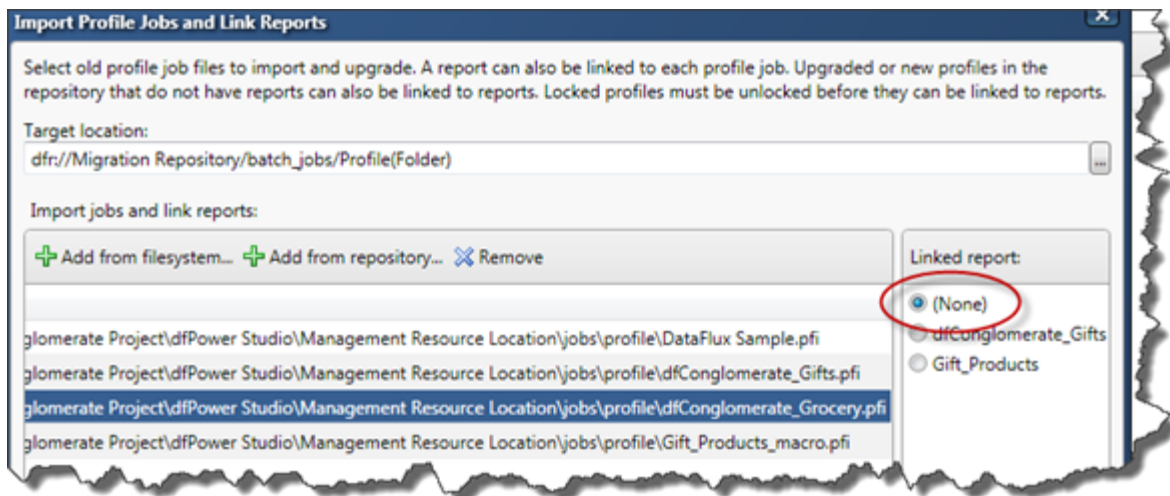 Import Profile Jobs and Link Reports
Select old profile job files to import and upgrade. A report can also be linked to each profile job. Upgraded or new profiles in the
repository that do not have reports can also be linked to reports. Locked profiles must be unlocked before they can be linked to reports.
Target location:
dfr://Migration Repository/batch_jobs/Profile(Folder)
...
Import jobs and link reports:
Add from filesystem... Add from repository... Remove
glomerate Project\dfPower Studio\Management Resource Location\jobs\profile\DataFlux Sample.pfi
glomerate Project\dfPower Studio\Management Resource Location\jobs\profile\dfConglomerate_Gifts.pfi
glomerate Project\dfPower Studio\Management Resource Location\jobs\profile\dfConglomerate_Grocery.pfi
glomerate Project\dfPower Studio\Management Resource Location\jobs\profile\Gift_Products_macro.pfi
Linked report:
(None)
dfConglomerate_Gifts
Gift_Products